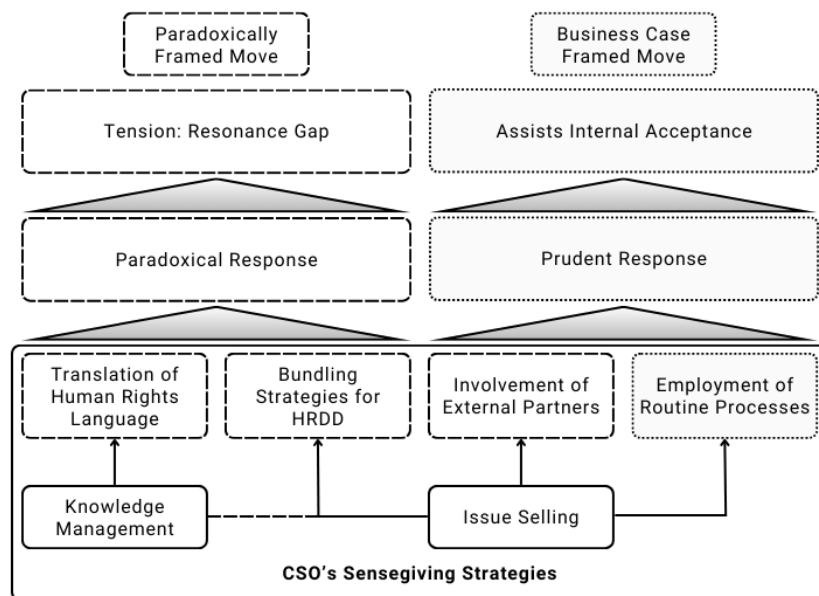 Paradoxically
Framed Move
Business Case
Framed Move
Tension: Resonance Gap
Assists Internal Acceptance
Paradoxical Response
Prudent Response
Translation of
Human Rights
Language
Bundling
Strategies for
HRDD
Involvement of
External Partners
Employment of
Routine Processes
Knowledge
Management
Issue Selling
CSO's Sensegiving Strategies